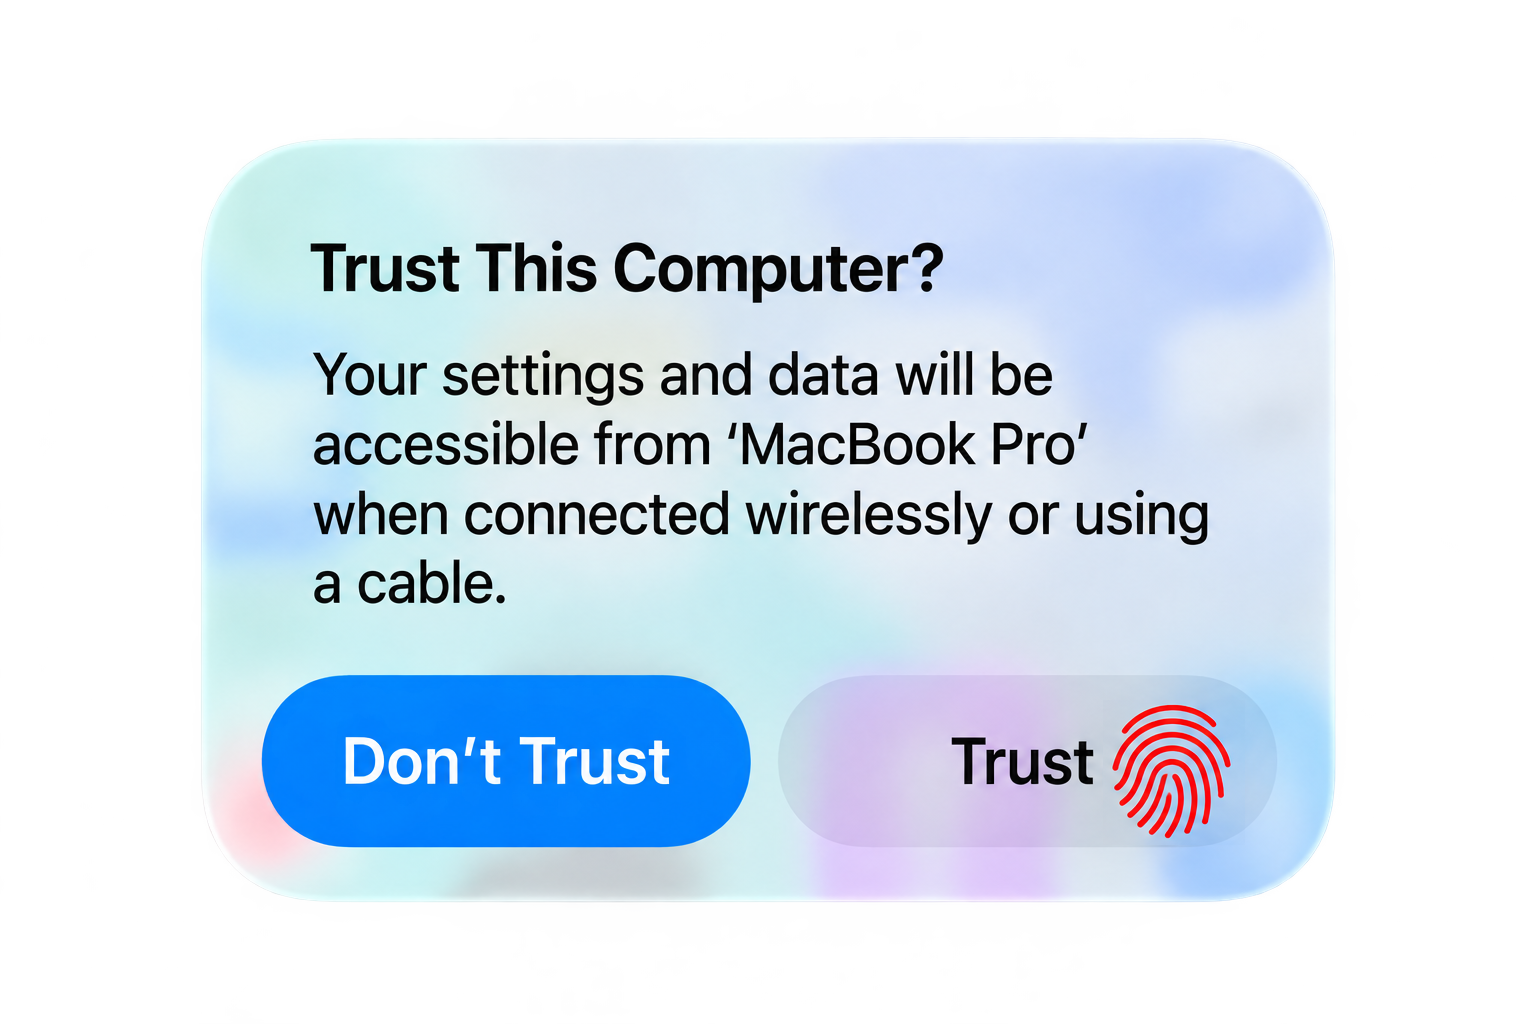 Trust This Computer?
Your settings and data will be
accessible from ‘MacBook Pro’
when connected wirelessly or using
a cable.
Don’t Trust
Trust